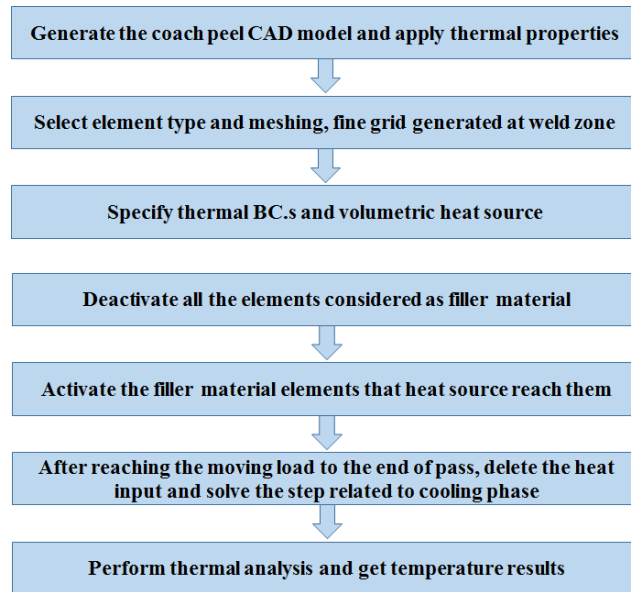 Generate the coach peel CAD model and apply thermal properties
Select element type and meshing, fine grid generated at weld zone
Specify thermal BC.s and volumetric heat source
Deactivate all the elements considered as filler material
Activate the filler material elements that heat source reach them
After reaching the moving load to the end of pass, delete the heat
input and solve the step related to cooling phase
Perform thermal analysis and get temperature results